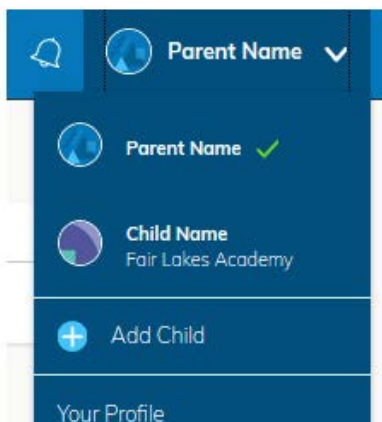 Parent Name
Parent Name
Child Name
Fair Lakes Academy
Add Child
Your Profile